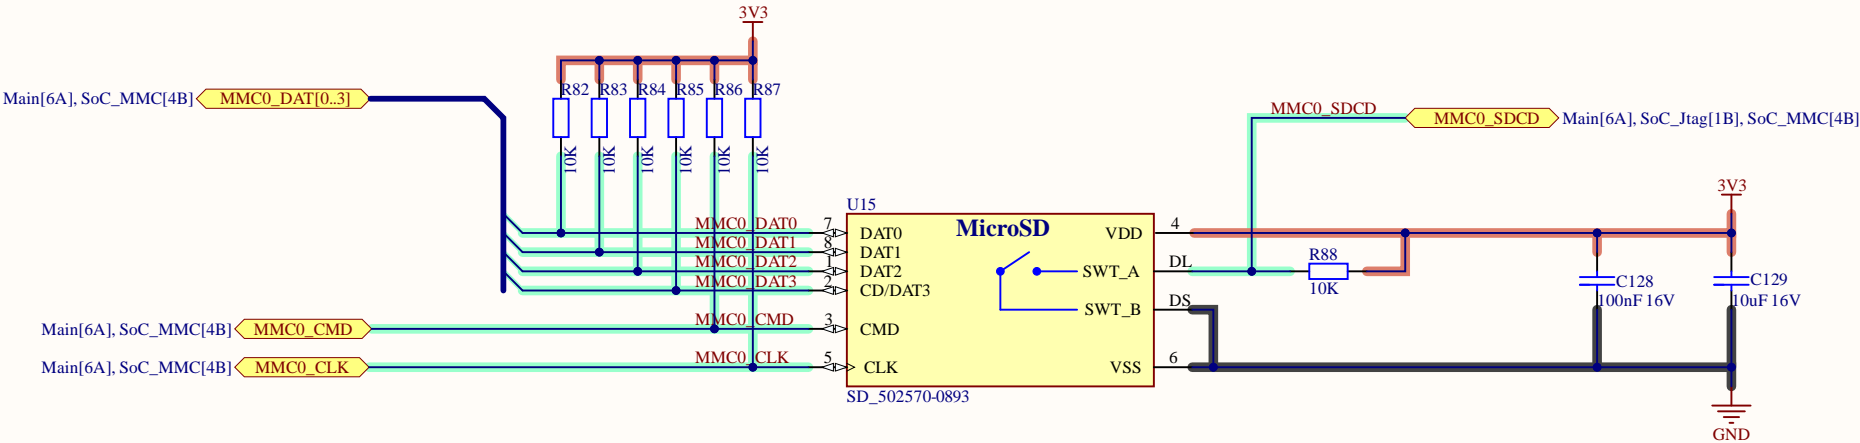 3V3
R82 R83 R84 R85 R86 R87
Main[6A], SoC_MMC[4B] MMC0_DAT[0..3]
10K 10K 10K 10K 10K 10K
MMC0_SDCD MMC0_SDCD Main[6A], SoC_Jtag[1B], SoC_MMC[4B]
3V3
U15
MicroSD
MMC0_DAT0 7 DAT0 VDD 4
MMC0_DAT1 8 DAT1
MMC0_DAT2 1 DAT2 SWT_A DL R88
10K
MMC0_DAT3 2 CD/DAT3
C128 C129
100nF 16V 10uF 16V
SWT_B DS
Main[6A], SoC_MMC[4B] MMC0_CMD MMC0_CMD 3 CMD
Main[6A], SoC_MMC[4B] MMC0_CLK MMC0_CLK 5 CLK VSS 6
SD_502570-0893
GND